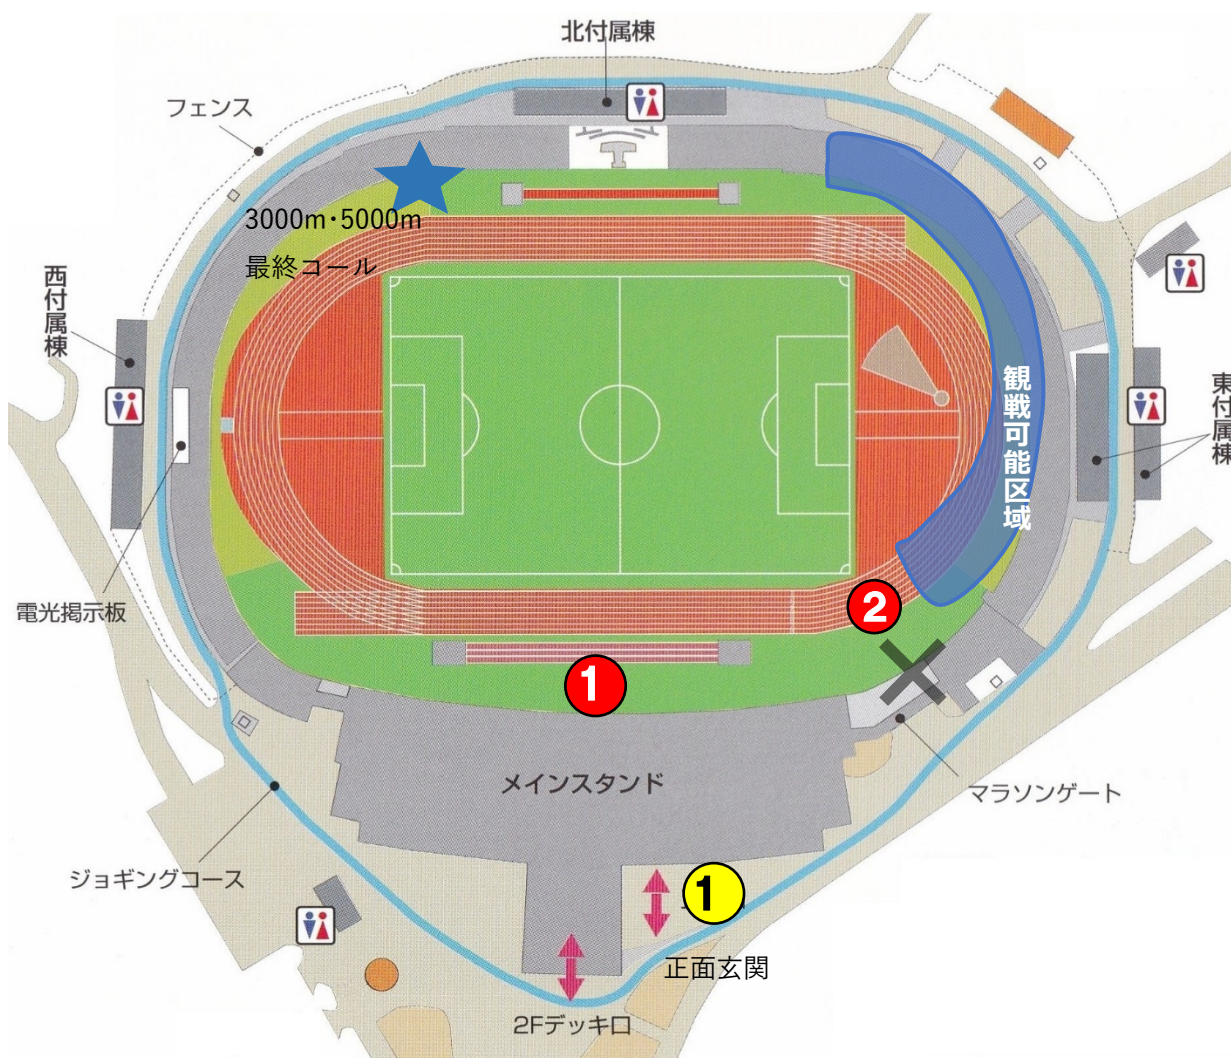 北付属棟
フェンス
3000m・5000m
最終コール
西付属棟
観戦可能区域
東付属棟
電光掲示板
2
1
メインスタンド
マラソンゲート
ジョギングコース
1
正面玄関
2Fデッキ口